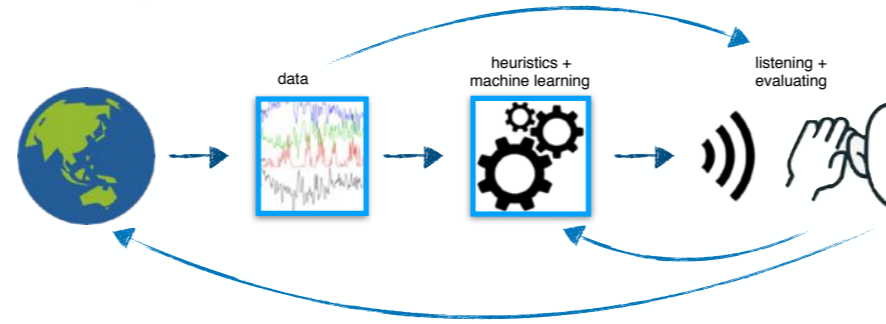 data
heuristics +
machine learning
listening +
evaluating